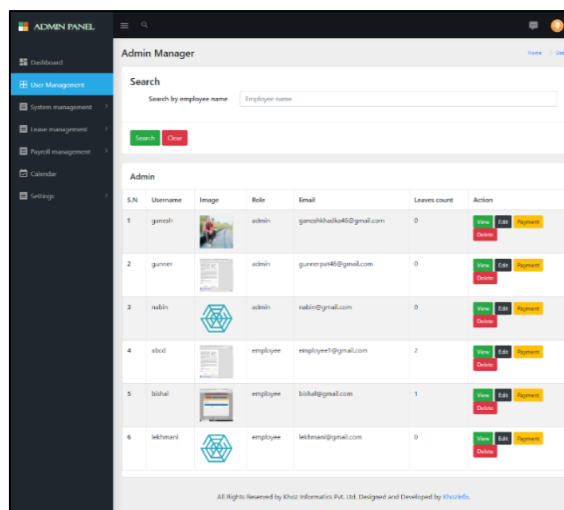 ADMIN PANEL
Dashboard
User Management
System management
Leave management
Payroll management
Calendar
Settings
Admin Manager
Home
Search
Search by employee name
Employee name
Search Clear
Admin
S.N Username Image Role Email Leaves count Action
1 ganesh admin ganeshkhadka46@gmail.com 0 View Edit Payment Delete
2 gunner admin gunnerpati46@gmail.com 0 View Edit Payment Delete
3 nabin admin nabin@gmail.com 0 View Edit Payment Delete
4 abcd employee employee1@gmail.com 2 View Edit Payment Delete
5 bishal employee bishal@gmail.com 1 View Edit Payment Delete
6 lekhmani employee lekhmani@gmail.com 0 View Edit Payment Delete
All Rights Reserved by Khoz Informatics Pvt. Ltd. Designed and Developed by Khozinfo.